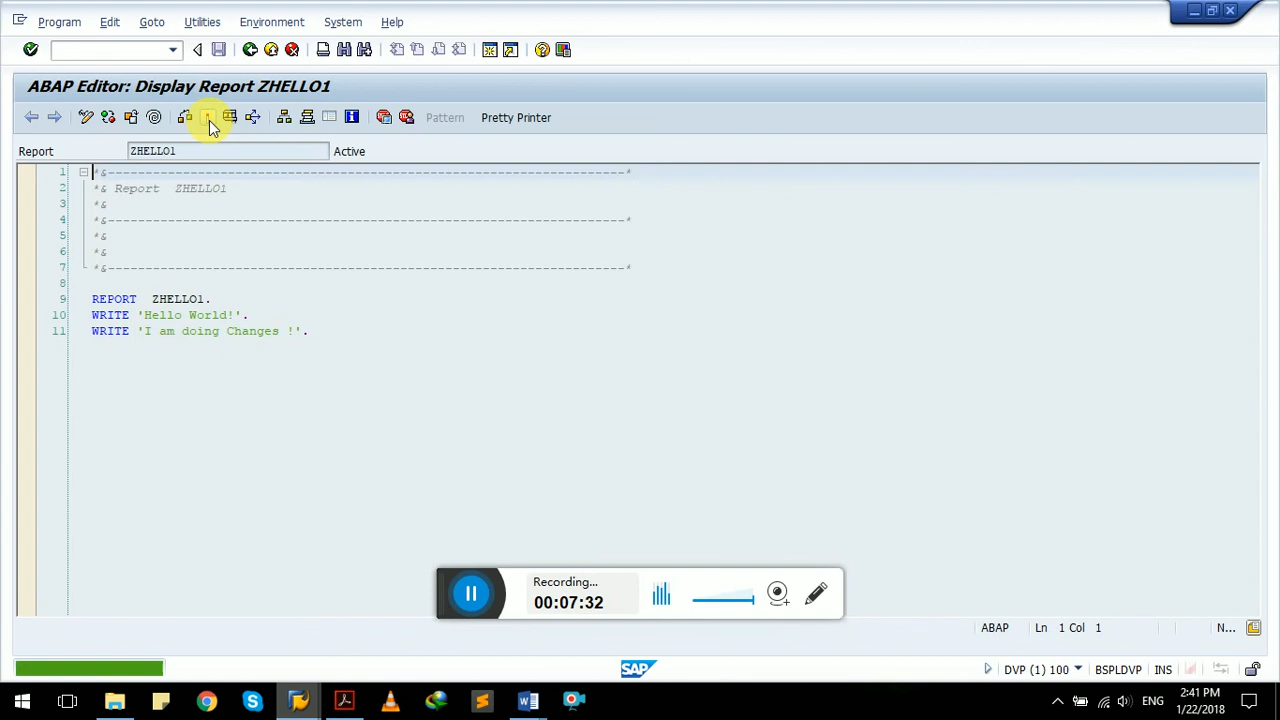 Program Edit Goto Utilities Environment System Help
ABAP Editor: Display Report ZHELLO1
Pattern Pretty Printer
Report ZHELLO1 Active
1 *&---------------------------------------------------------------------*
2 *& Report ZHELLO1
3 *&
4 *&---------------------------------------------------------------------*
5 *&
6 *&
7 *&---------------------------------------------------------------------*
8
9 REPORT ZHELLO1.
10 WRITE 'Hello World!'.
11 WRITE 'I am doing Changes !'.
Recording...
00:07:32
ABAP Ln 1 Col 1 N...
SAP DVP (1) 100 BSPLDVP INS
ENG 2:41 PM
1/22/2018